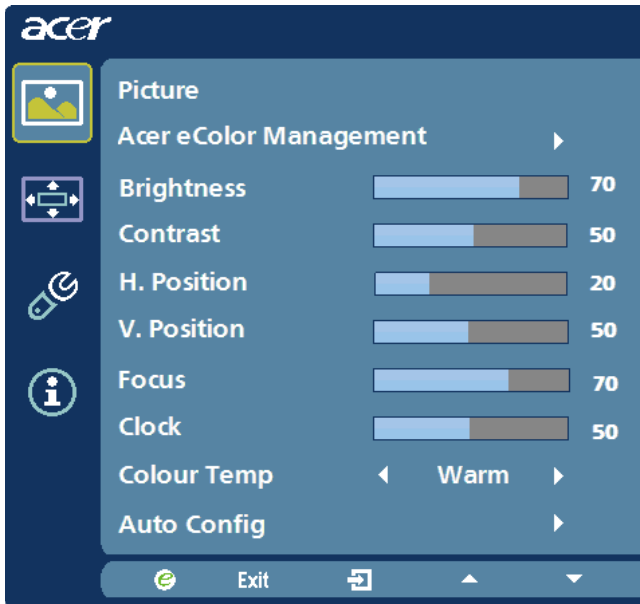 acer
Picture
Acer eColor Management
Brightness 70
Contrast 50
H. Position 20
V. Position 50
Focus 70
Clock 50
Colour Temp Warm
Auto Config
e Exit